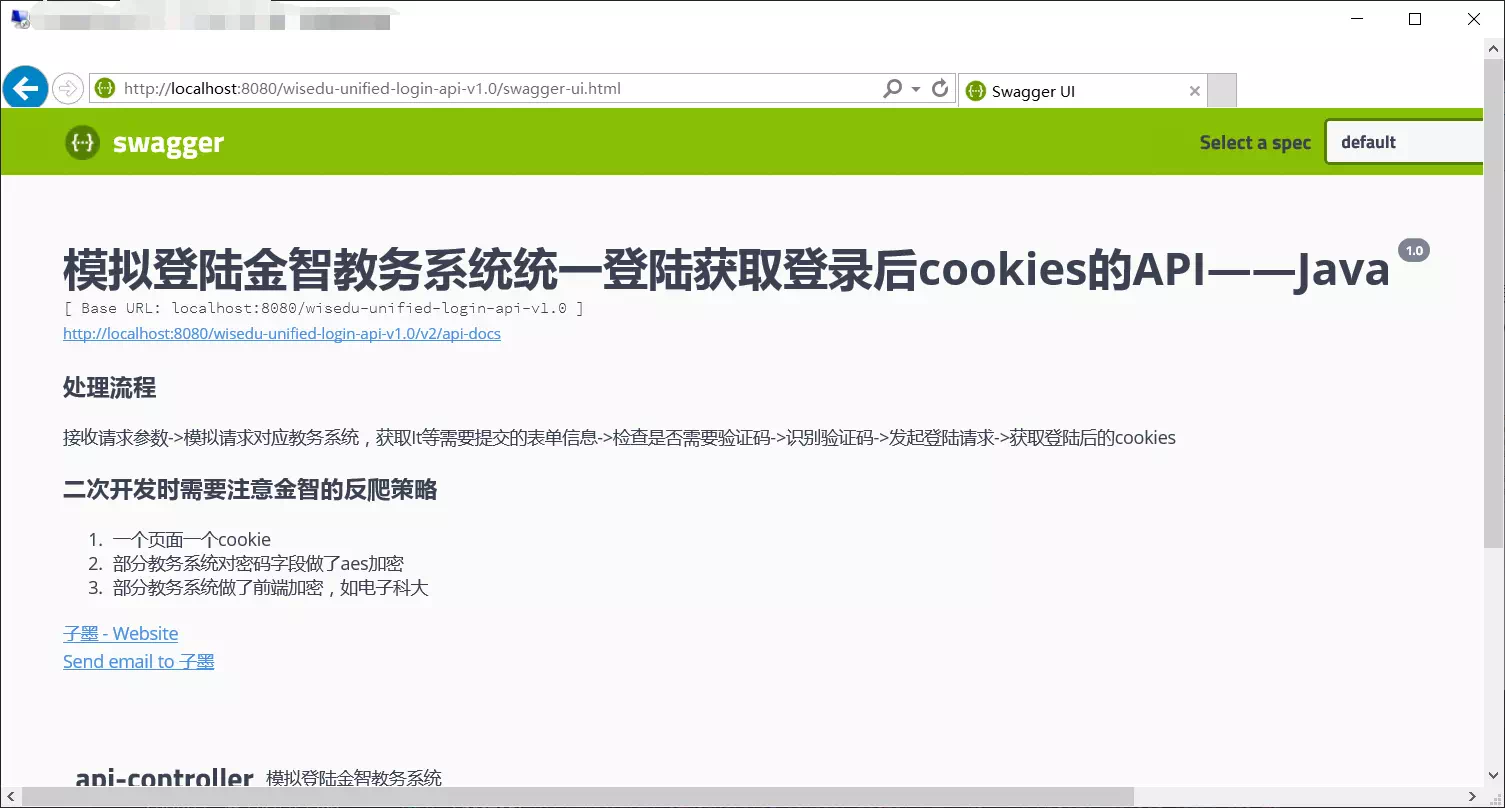 http://localhost:8080/wisedu-unified-login-api-v1.0/swagger-ui.html
Swagger UI
swagger
Select a spec
default
模拟登陆金智教务系统统一登陆获取登录后cookies的API——Java 1.0
[ Base URL: localhost:8080/wisedu-unified-login-api-v1.0 ]
http://localhost:8080/wisedu-unified-login-api-v1.0/v2/api-docs
处理流程
接收请求参数->模拟请求对应教务系统，获取lt等需要提交的表单信息->检查是否需要验证码->识别验证码->发起登陆请求->获取登陆后的cookies
二次开发时需要注意金智的反爬策略
1. 一个页面一个cookie
2. 部分教务系统对密码字段做了aes加密
3. 部分教务系统做了前端加密，如电子科大
子墨 - Website
Send email to 子墨
api-controller 模拟登陆金智教务系统